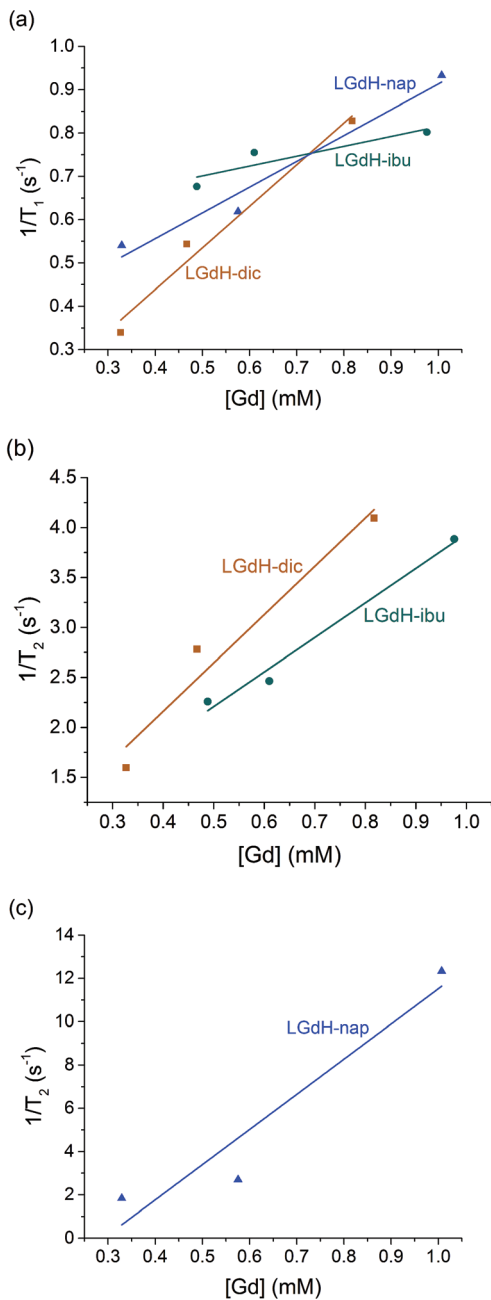 (a)
1.0
0.9
0.8
0.7
0.6
0.5
0.4
0.3
1/T₁ (s⁻¹)
LGdH-nap
LGdH-ibu
LGdH-dic
0.3 0.4 0.5 0.6 0.7 0.8 0.9 1.0
[Gd] (mM)
(b)
4.5
4.0
3.5
3.0
2.5
2.0
1.5
1/T₂ (s⁻¹)
LGdH-dic
LGdH-ibu
0.3 0.4 0.5 0.6 0.7 0.8 0.9 1.0
[Gd] (mM)
(c)
14
12
10
8
6
4
2
0
1/T₂ (s⁻¹)
LGdH-nap
0.3 0.4 0.5 0.6 0.7 0.8 0.9 1.0
[Gd] (mM)